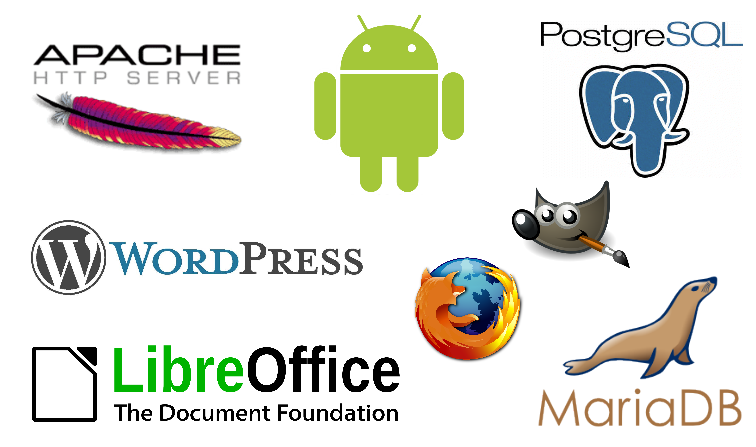 APACHE
HTTP SERVER
PostgreSQL
W WORDPRESS
LibreOffice
The Document Foundation
MariaDB